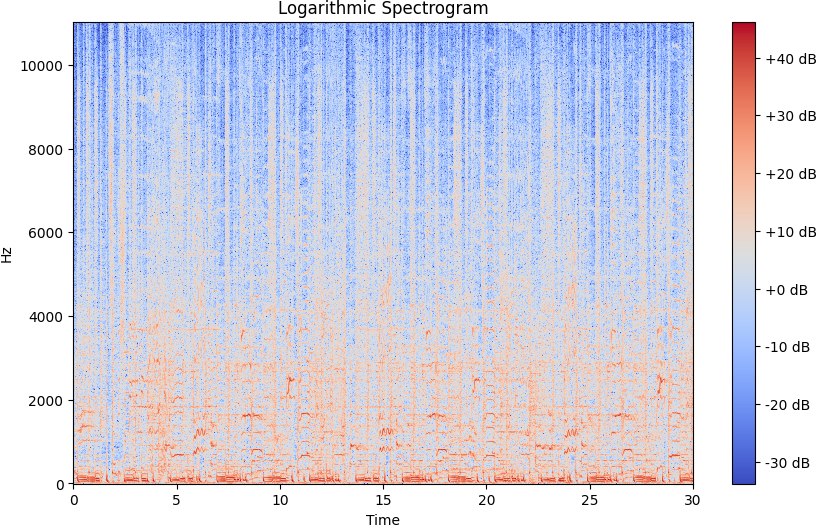 Logarithmic Spectrogram
Hz
10000
8000
6000
4000
2000
0
0 5 10 15 20 25 30
Time
+40 dB
+30 dB
+20 dB
+10 dB
+0 dB
-10 dB
-20 dB
-30 dB